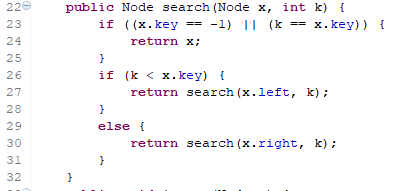 22 public Node search(Node x, int k) {
23 if ((x.key == -1) || (k == x.key)) {
24 return x;
25 }
26 if (k < x.key) {
27 return search(x.left, k);
28 }
29 else {
30 return search(x.right, k);
31 }
32 }